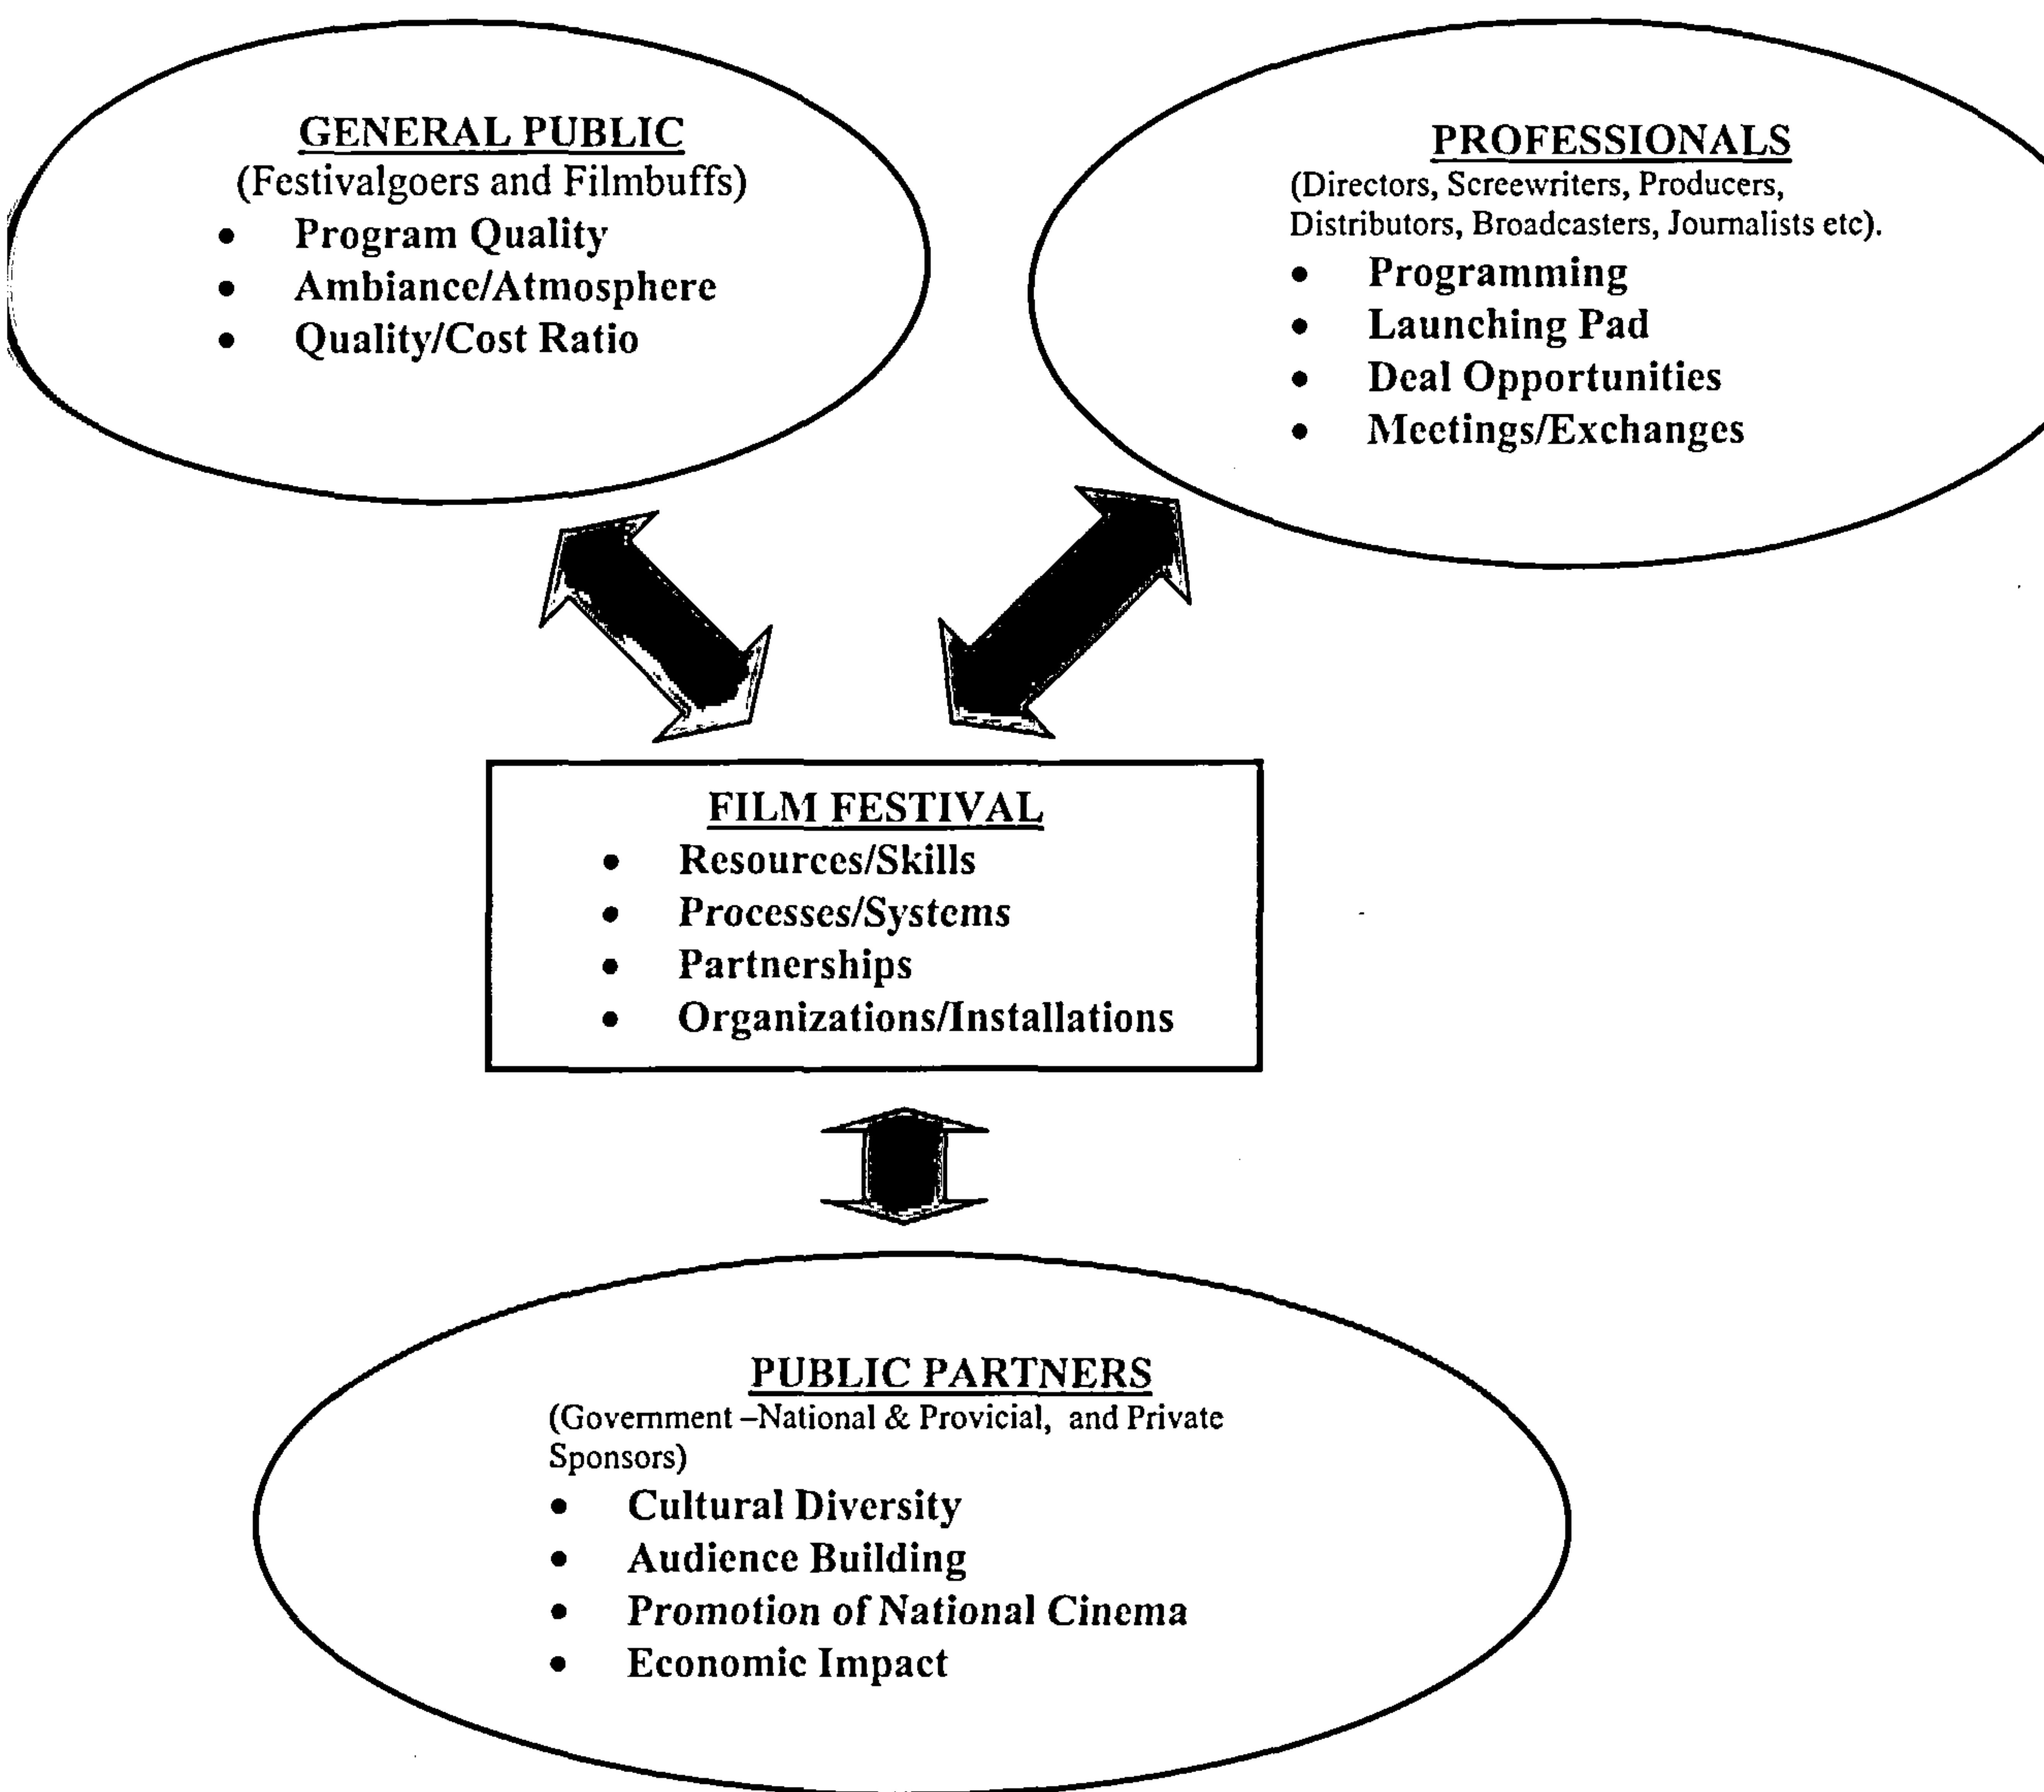 GENERAL PUBLIC
(Festivalgoers and Filmbuffs)
• Program Quality
• Ambiance/Atmosphere
• Quality/Cost Ratio
PROFESSIONALS
(Directors, Screewriters, Producers,
Distributors, Broadcasters, Journalists etc).
• Programming
• Launching Pad
• Deal Opportunities
• Meetings/Exchanges
FILM FESTIVAL
• Resources/Skills
• Processes/Systems
• Partnerships
• Organizations/Installations
PUBLIC PARTNERS
(Government –National & Provicial, and Private
Sponsors)
• Cultural Diversity
• Audience Building
• Promotion of National Cinema
• Economic Impact